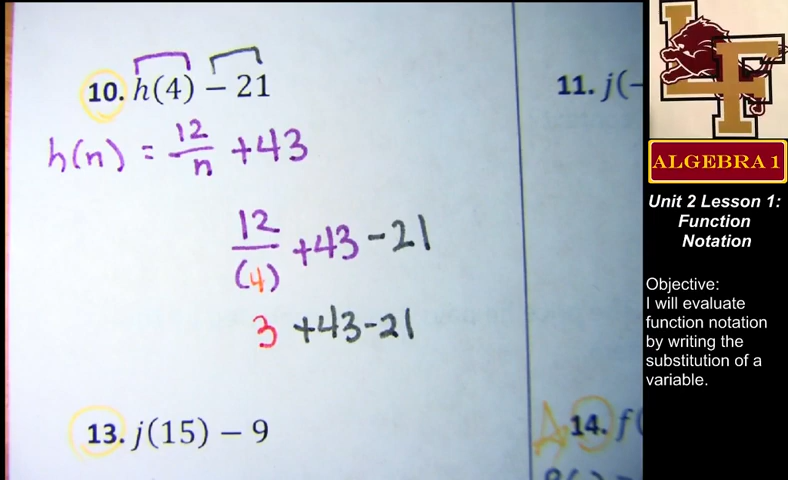 10. h(4) − 21
h(n) = 12/n + 43
12/(4) + 43 − 21
3 + 43 − 21
13. j(15) − 9
11. j(−
A 14. f(
LF
ALGEBRA 1
Unit 2 Lesson 1:
Function
Notation
Objective:
I will evaluate
function notation
by writing the
substitution of a
variable.